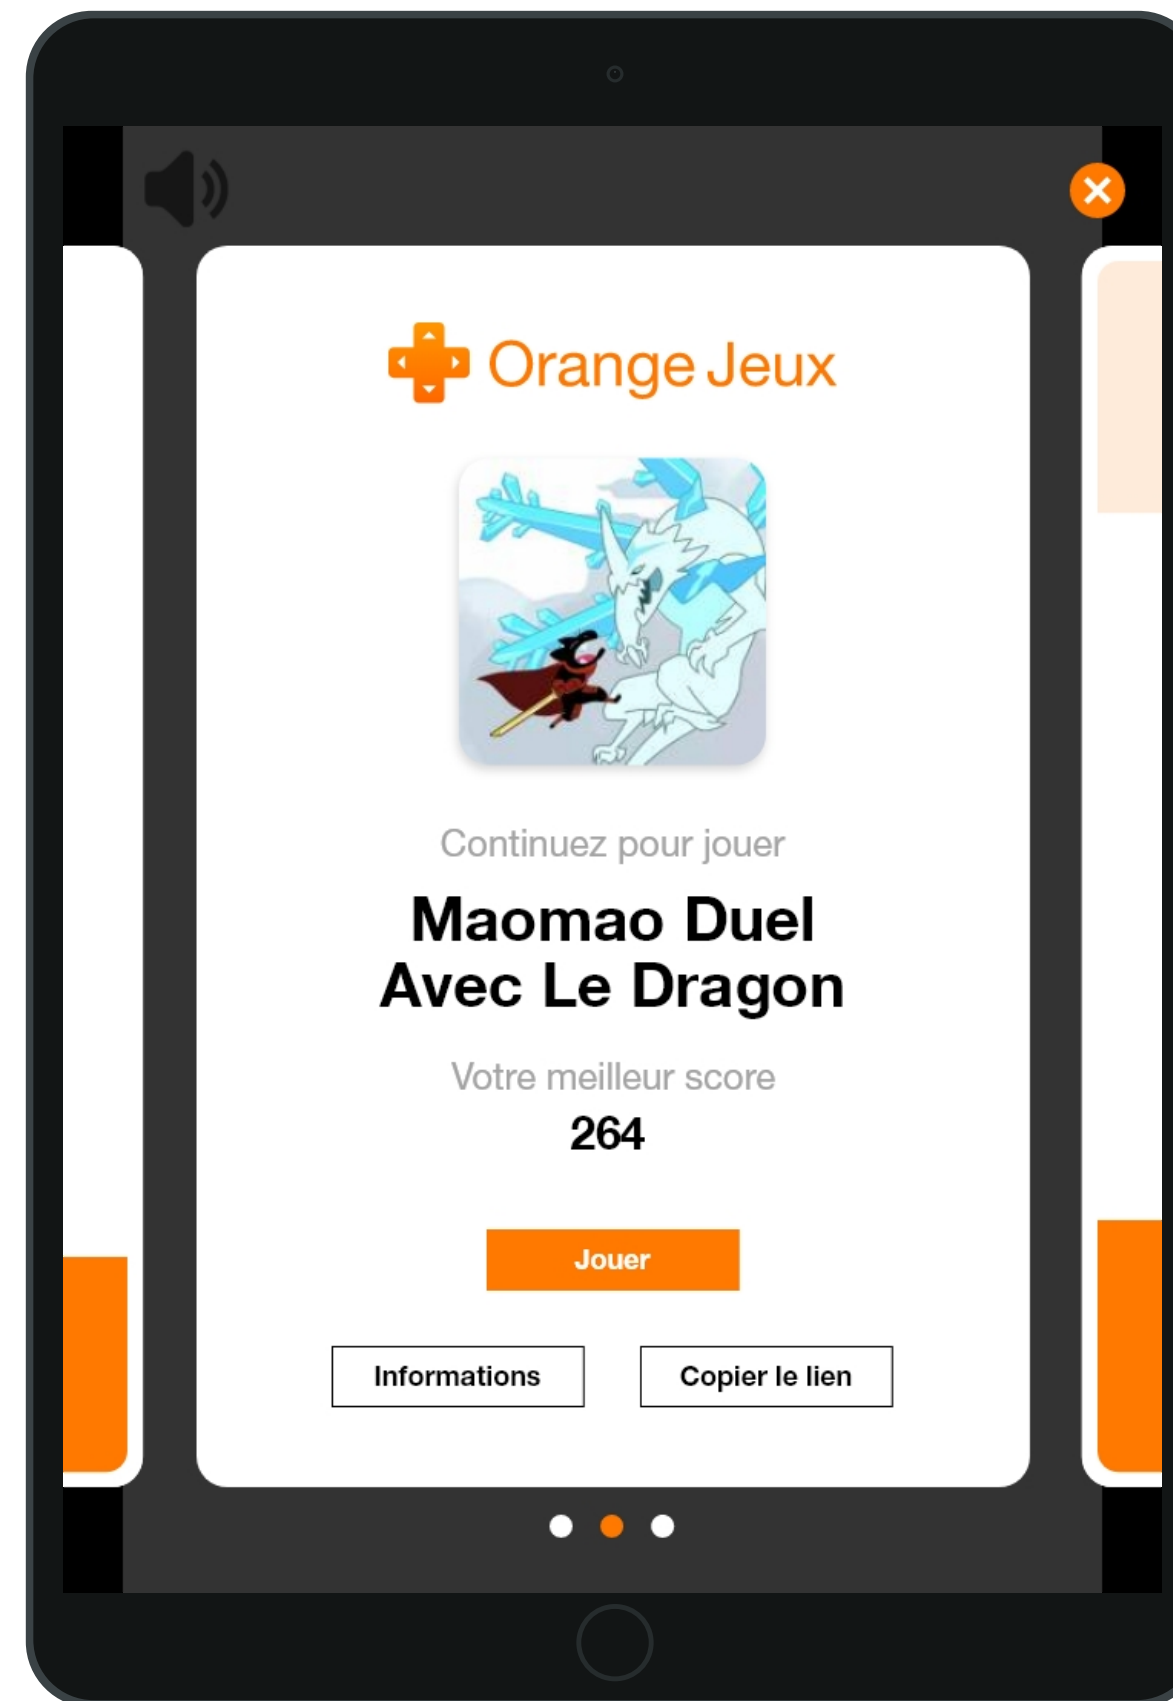 Orange Jeux
Continuez pour jouer
Maomao Duel
Avec Le Dragon
Votre meilleur score
264
Jouer
Informations
Copier le lien